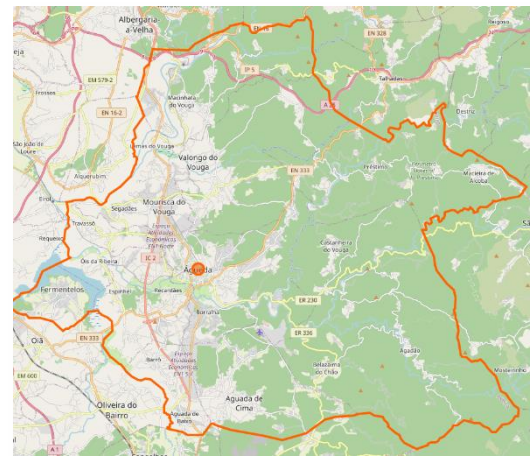 Albergaria-
a-Velha
EN 16
EN 328
Reigoso
IP 5
Talhadas
EM 579-2
A 25
Macinhata
do Vouga
Frossos
EN 16-2
Destriz
São João de
Loure
Lamas do Vouga
Valongo do
Vouga
EN 333
Alquerubim
Préstimo
Macieira de
Alcoba
Eirol
Mourisca do
Vouga
Segadães
Travassô
Requeixo
IC 2
Castanheira
do Vouga
Óis da Ribeira
Águeda
Fermentelos
Espinhel
Recardães
ER 230
Borralha
Oiã
EN 333
ER 336
Barrô
Agadão
Belazaima
do Chão
Mosteirinho
EM 600
Oliveira do
Bairro
Aguada de
Cima
Aguada de
Baixo
A 1